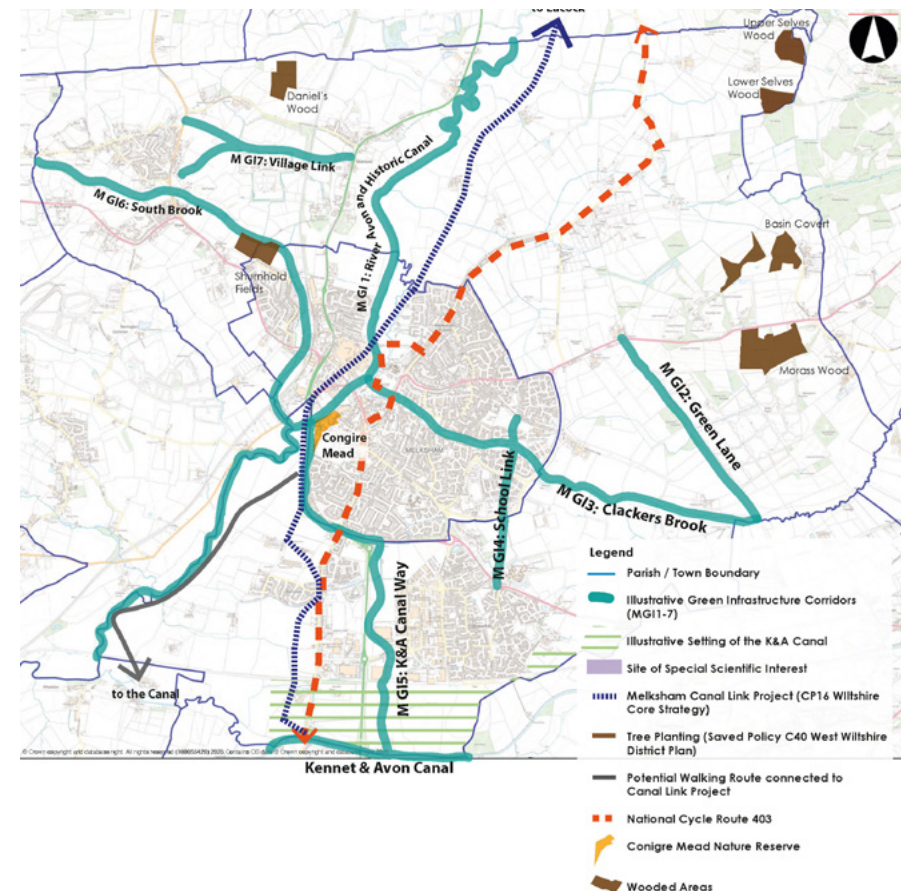 to Lacock
Upper Selves
Wood
Lower Selves
Wood
Daniel's
Wood
M GI7: Village Link
M GI6: South Brook
M GI 1: River Avon and Historic Canal
Basin Covert
Shurnhold
Fields
Morass Wood
M GI2: Green Lane
Congire
Mead
MELKSHAM
M GI4: School Link
M GI3: Clackers Brook
M GI5: K&A Canal Way
to the Canal
Kennet & Avon Canal
Legend
Parish / Town Boundary
Illustrative Green Infrastructure Corridors
(MGI1-7)
Illustrative Setting of the K&A Canal
Site of Special Scientific Interest
Melksham Canal Link Project (CP16 Wiltshire
Core Strategy)
Tree Planting (Saved Policy C40 West Wiltshire
District Plan)
Potential Walking Route connected to
Canal Link Project
National Cycle Route 403
Conigre Mead Nature Reserve
Wooded Areas